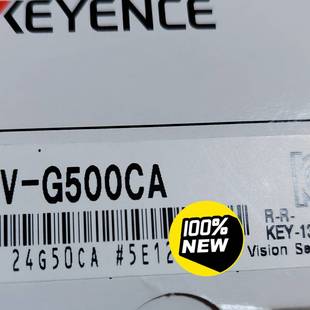 KEYENCE
V-G500CA
24G50CA #5E12
R-R-
KEY-13
Vision Se
100%
NEW